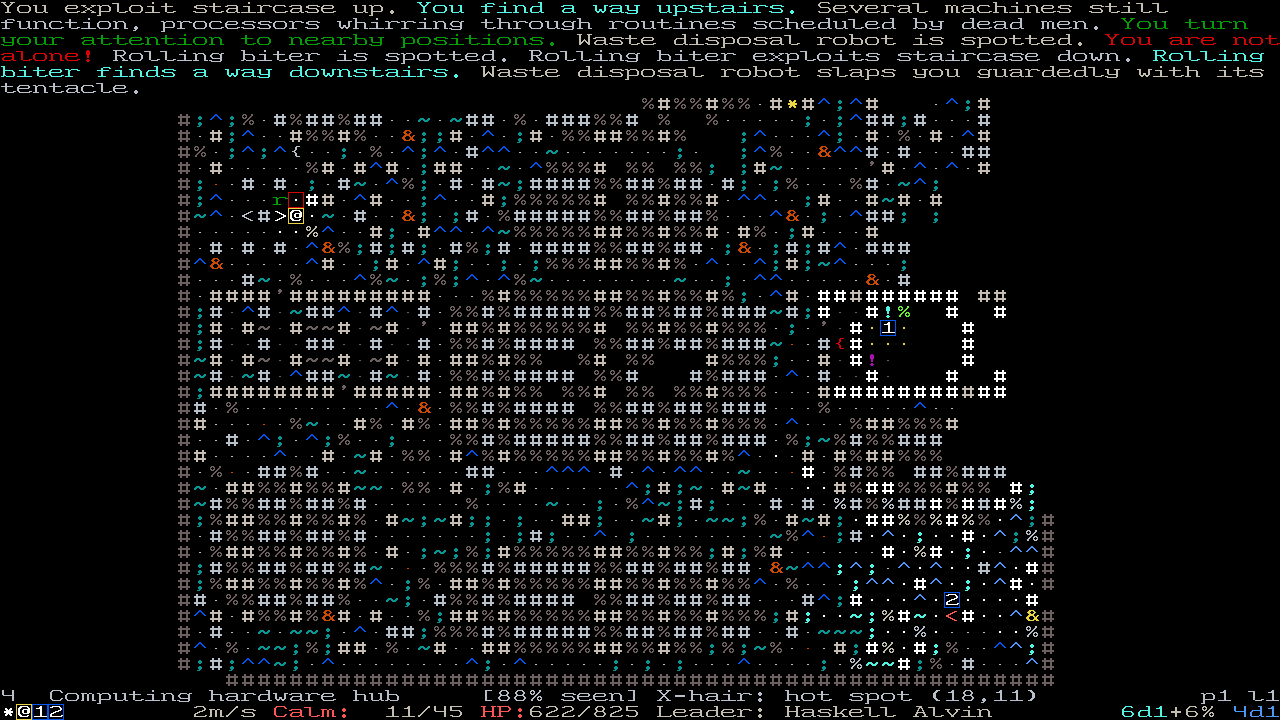 You exploit staircase up. You find a way upstairs. Several machines still
function, processors whirring through routines scheduled by dead men. You turn
your attention to nearby positions. Waste disposal robot is spotted. You are not
alone! Rolling biter is spotted. Rolling biter exploits staircase down. Rolling
biter finds a way downstairs. Waste disposal robot slaps you guardedly with its
tentacle.
4 Computing hardware hub [88% seen] X-hair: hot spot (18,11) p1 l1
*@12 2m/s Calm: 11/45 HP:622/825 Leader: Haskell Alvin 6d1+6% 4d1